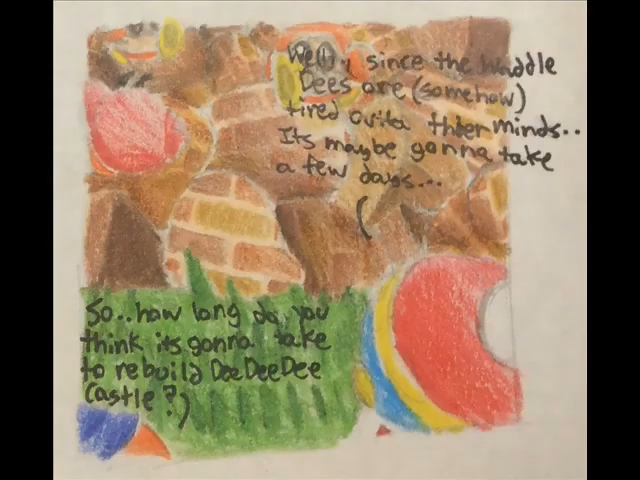 Well, since the Waddle
Dees are (somehow)
tired outta thier minds..
Its maybe gonna take
a few days...
So..how long do you
think its gonna take
to rebuild DeeDeeDee
Castle?